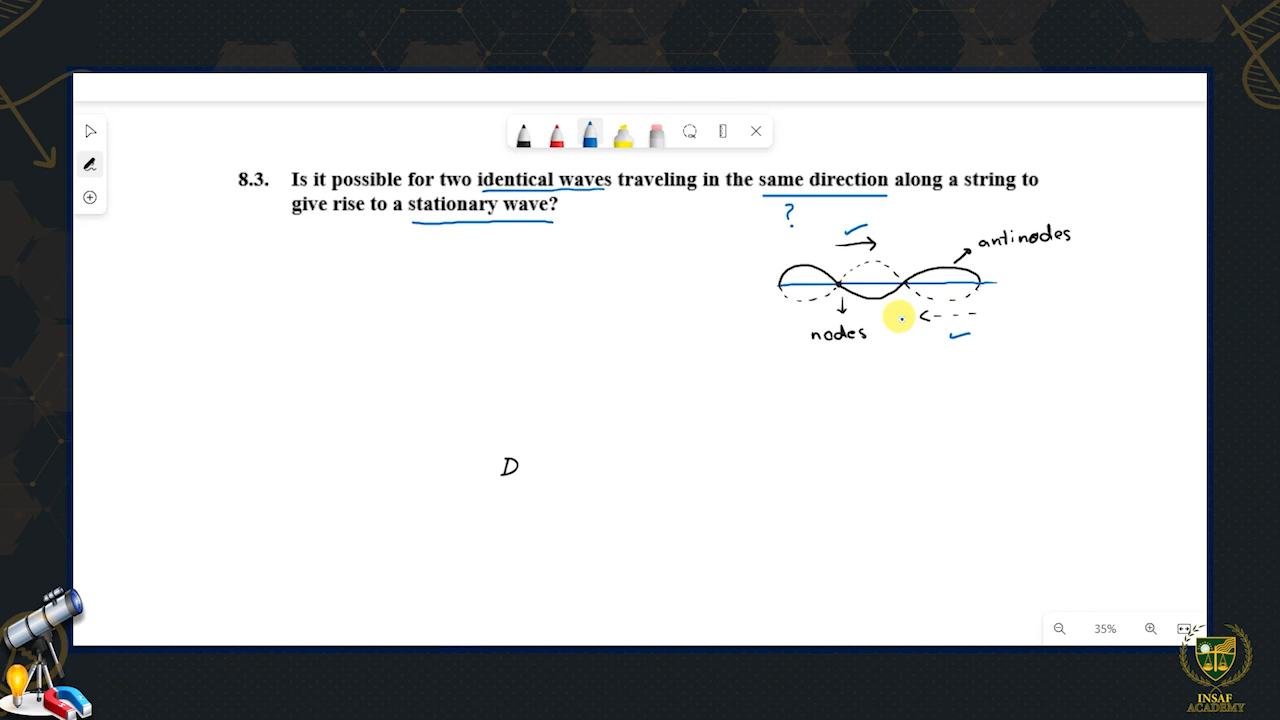 8.3. Is it possible for two identical waves traveling in the same direction along a string to
give rise to a stationary wave?
?
antinodes
nodes
D
35%
INSAF
ACADEMY